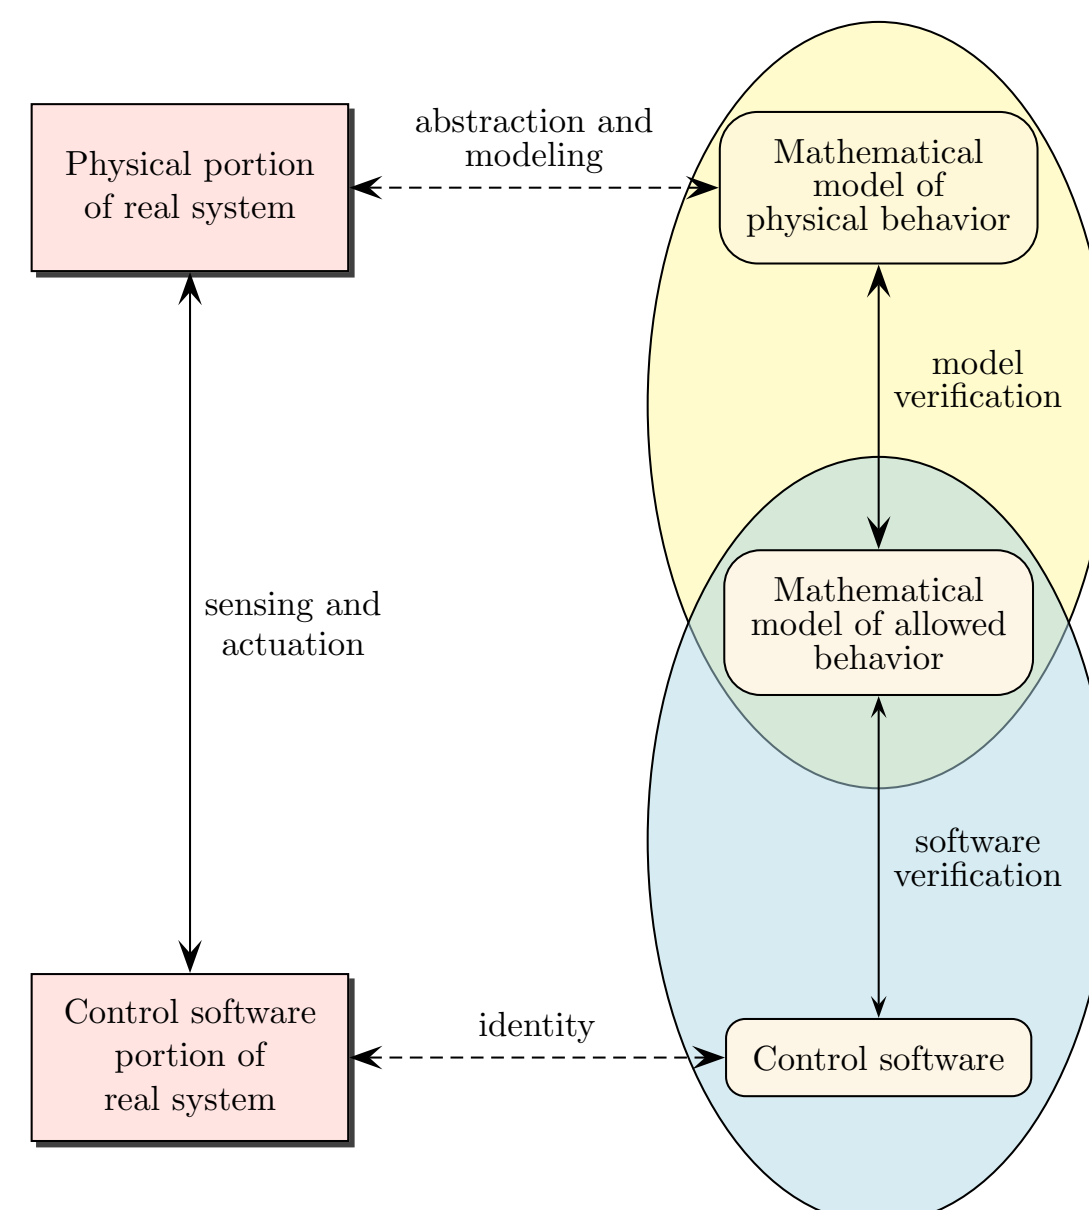 abstraction and
modeling
Physical portion
of real system
Mathematical
model of
physical behavior
model
verification
sensing and
actuation
Mathematical
model of allowed
behavior
software
verification
Control software
portion of
real system
identity
Control software